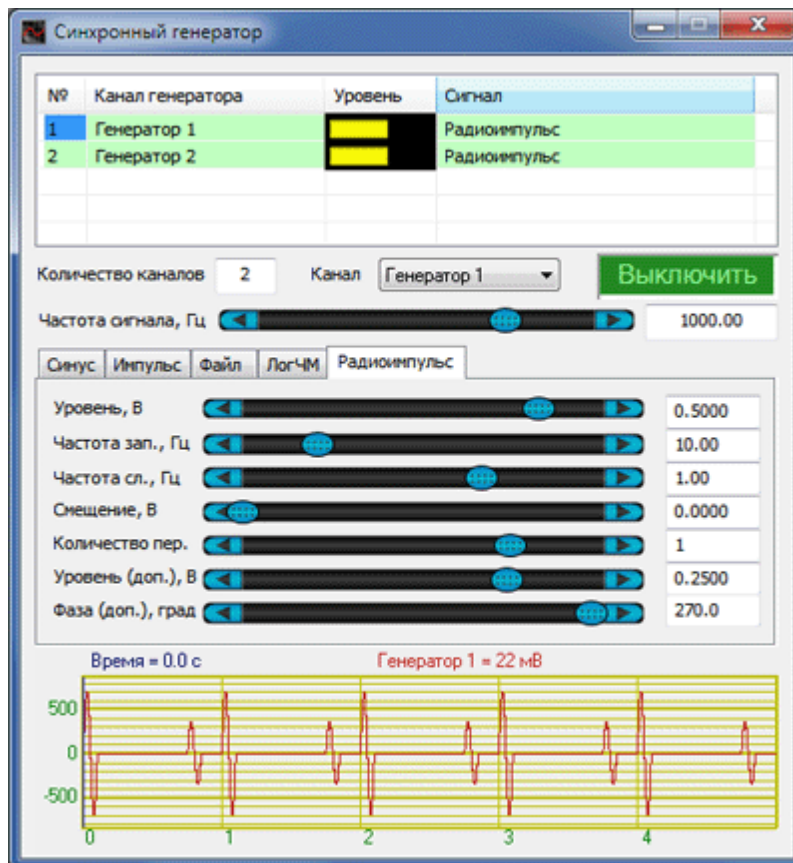 Синхронный генератор
№ Канал генератора Уровень Сигнал
1 Генератор 1 Радиоимпульс
2 Генератор 2 Радиоимпульс
Количество каналов 2 Канал Генератор 1 Выключить
Частота сигнала, Гц 1000.00
Синус Импульс Файл ЛогЧМ Радиоимпульс
Уровень, В 0.5000
Частота зап., Гц 10.00
Частота сл., Гц 1.00
Смещение, В 0.0000
Количество пер. 1
Уровень (доп.), В 0.2500
Фаза (доп.), град 270.0
Время = 0.0 с Генератор 1 = 22 мВ
500
0
-500
0 1 2 3 4